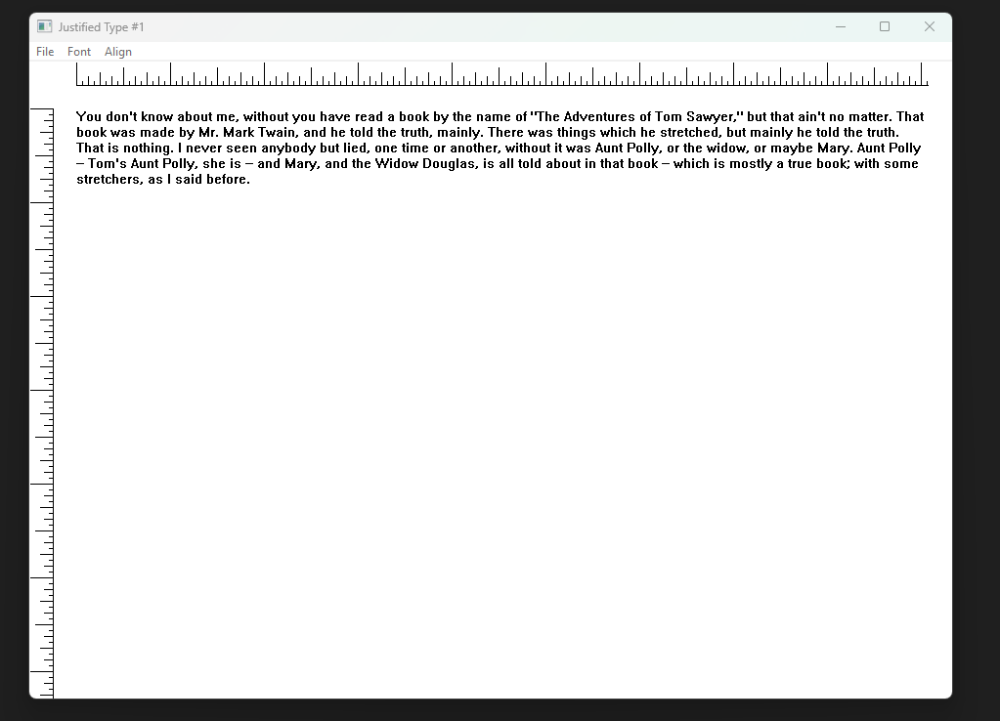 Justified Type #1
File Font Align
You don't know about me, without you have read a book by the name of "The Adventures of Tom Sawyer," but that ain't no matter. That
book was made by Mr. Mark Twain, and he told the truth, mainly. There was things which he stretched, but mainly he told the truth.
That is nothing. I never seen anybody but lied, one time or another, without it was Aunt Polly, or the widow, or maybe Mary. Aunt Polly
– Tom's Aunt Polly, she is – and Mary, and the Widow Douglas, is all told about in that book – which is mostly a true book; with some
stretchers, as I said before.